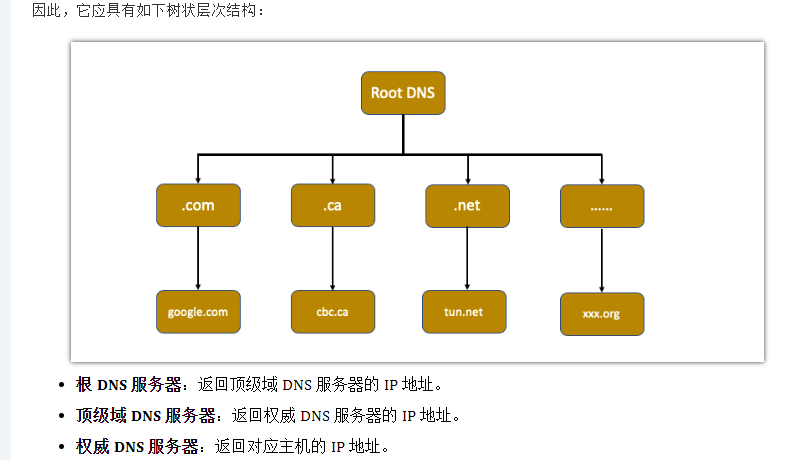 因此，它应具有如下树状层次结构：
Root DNS
.com
.ca
.net
......
google.com
cbc.ca
tun.net
xxx.org
• 根 DNS 服务器：返回顶级域 DNS 服务器的 IP 地址。
• 顶级域 DNS 服务器：返回权威 DNS 服务器的 IP 地址。
• 权威 DNS 服务器：返回对应主机的 IP 地址。